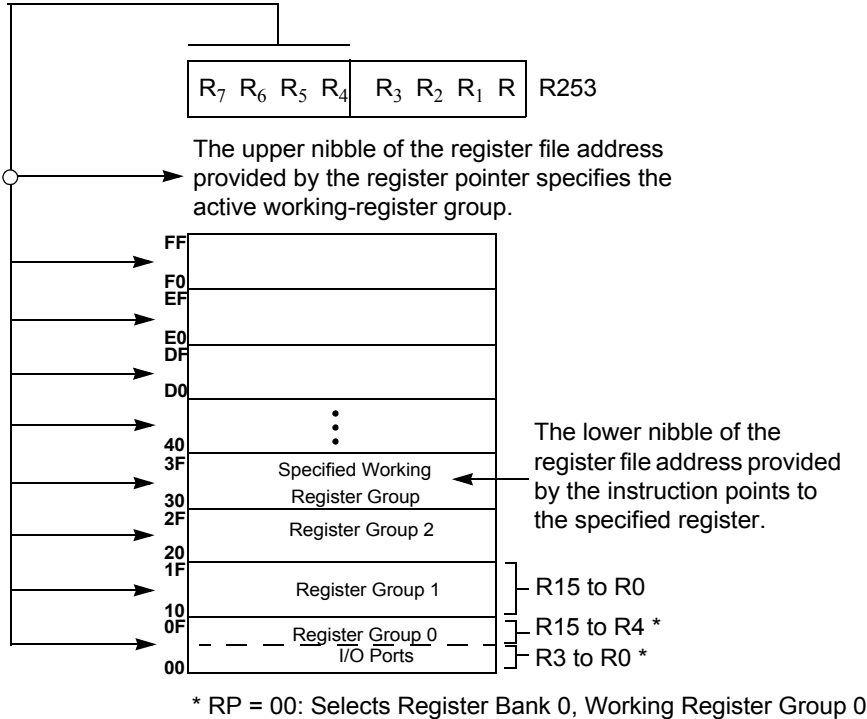 R7 R6 R5 R4 R3 R2 R1 R R253
The upper nibble of the register file address
provided by the register pointer specifies the
active working-register group.
FF
F0
EF
E0
DF
D0
40
3F
Specified Working
Register Group
30
The lower nibble of the
register file address provided
by the instruction points to
the specified register.
2F
Register Group 2
20
1F
Register Group 1
R15 to R0
10
0F
Register Group 0
R15 to R4 *
I/O Ports
R3 to R0 *
00
* RP = 00: Selects Register Bank 0, Working Register Group 0